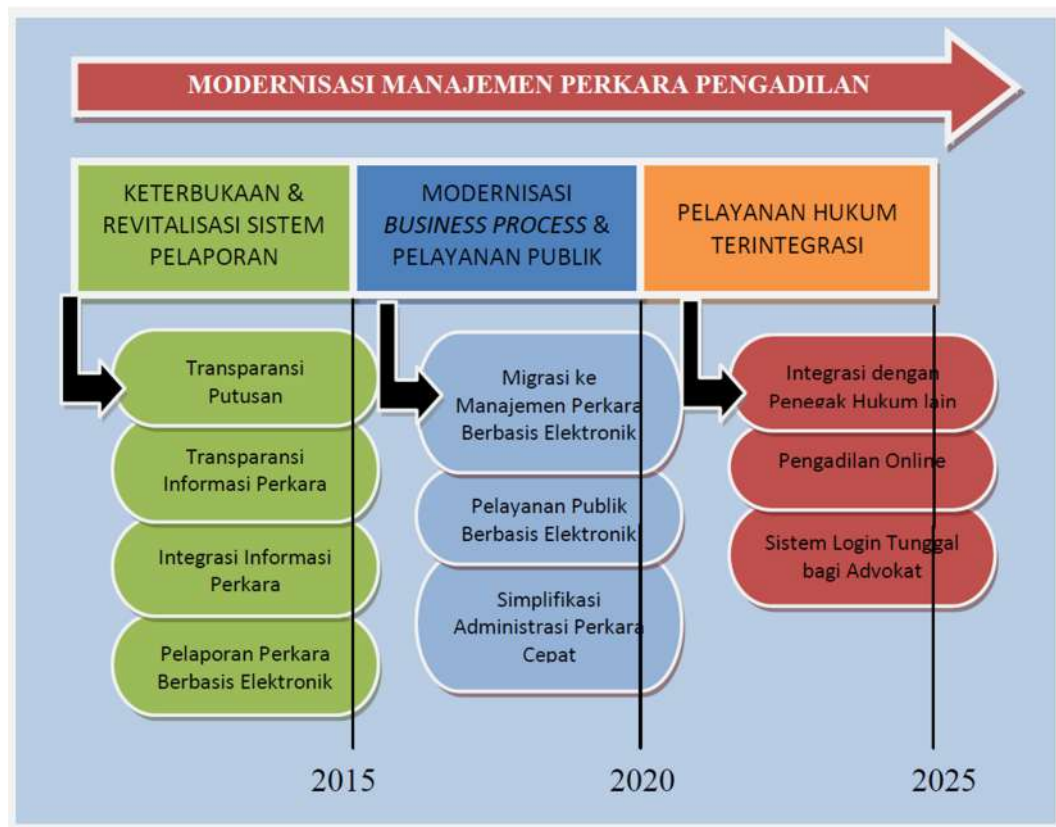 MODERNISASI MANAJEMEN PERKARA PENGADILAN
KETERBUKAAN &
REVITALISASI SISTEM
PELAPORAN
MODERNISASI
BUSINESS PROCESS &
PELAYANAN PUBLIK
PELAYANAN HUKUM
TERINTEGRASI
Transparansi
Putusan
Transparansi
Informasi Perkara
Integrasi Informasi
Perkara
Pelaporan Perkara
Berbasis Elektronik
Migrasi ke
Manajemen Perkara
Berbasis Elektronik
Pelayanan Publik
Berbasis Elektronik
Simplifikasi
Administrasi Perkara
Cepat
Integrasi dengan
Penegak Hukum lain
Pengadilan Online
Sistem Login Tunggal
bagi Advokat
2015
2020
2025